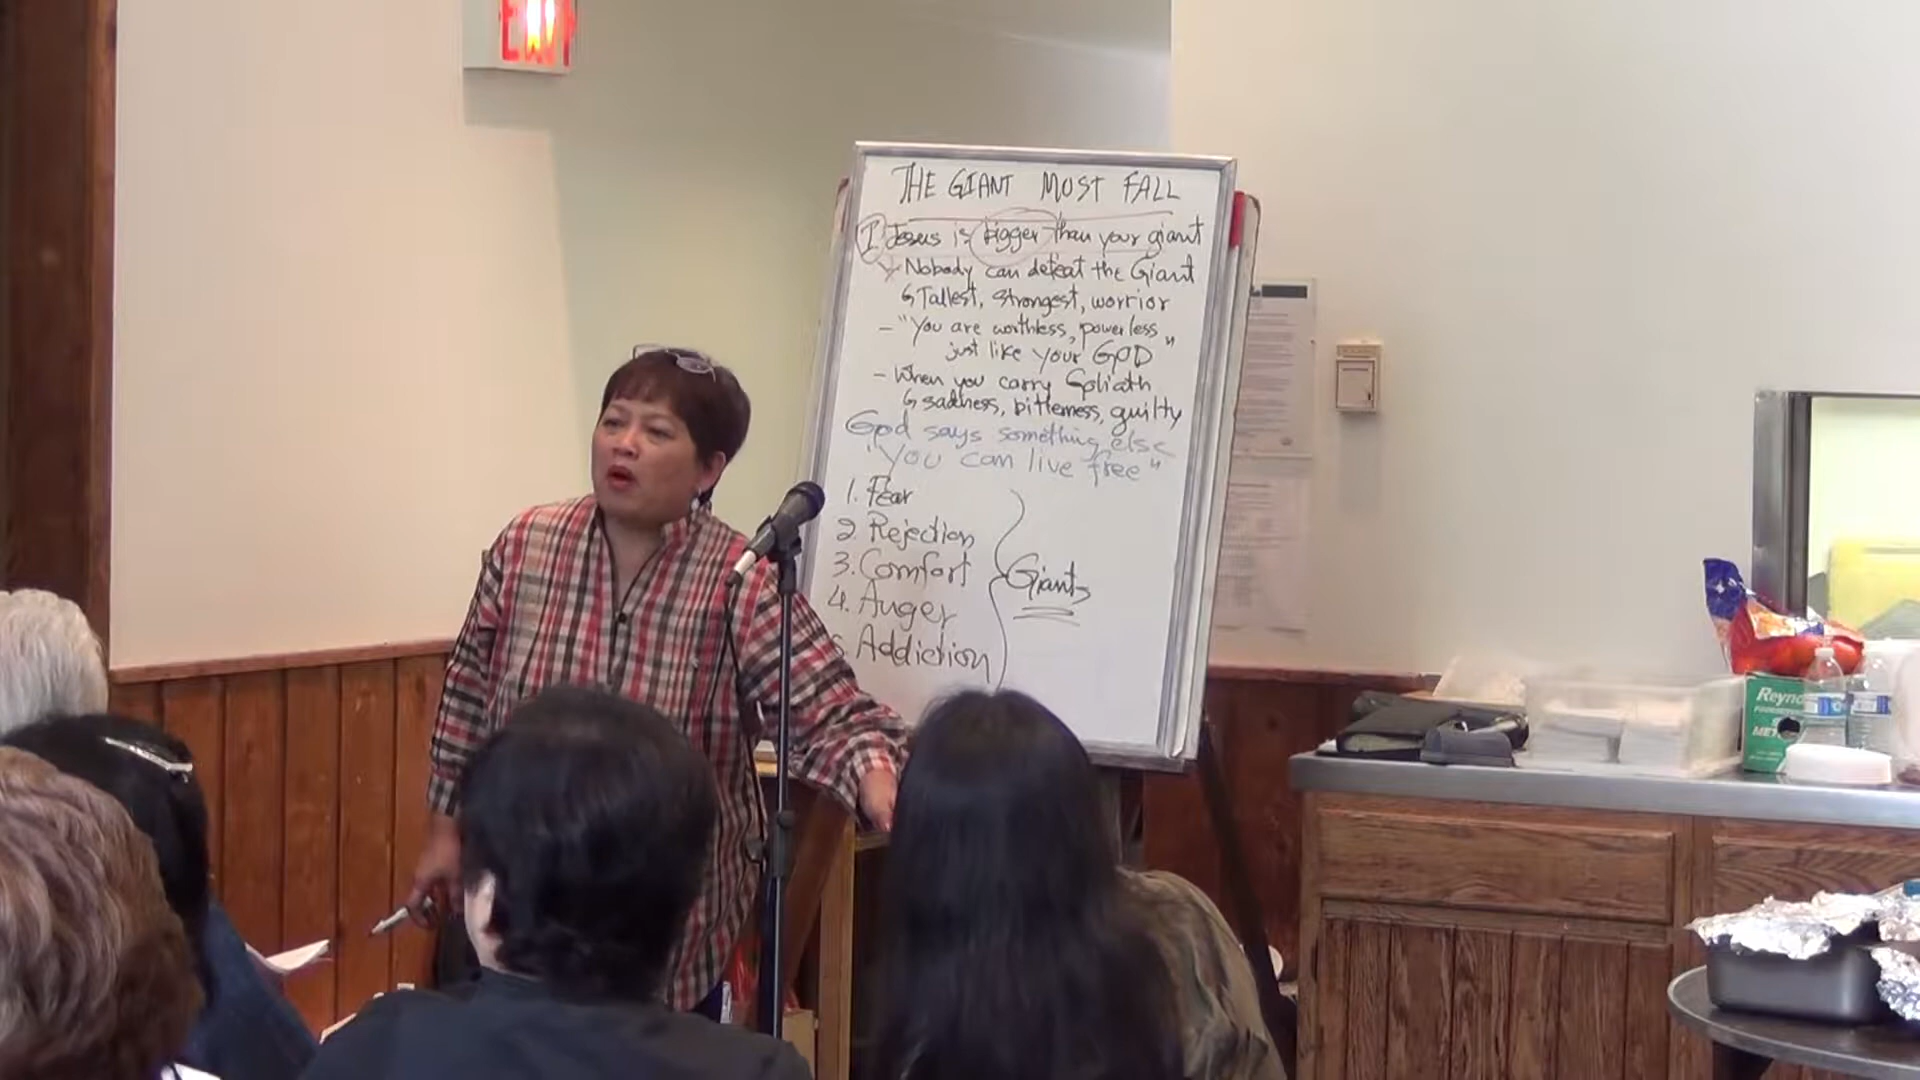 EXIT
THE GIANT MUST FALL
I. Jesus is bigger than your giant
Nobody can defeat the Giant
Tallest, strongest, worrior
- "You are worthless, powerless
just like your GOD"
- When you carry Goliath
sadness, bitterness, guilty
God says something else
"You can live free"
1. Fear
2. Rejection
3. Comfort
4. Anger
5 Addiction
Giants
Reyno